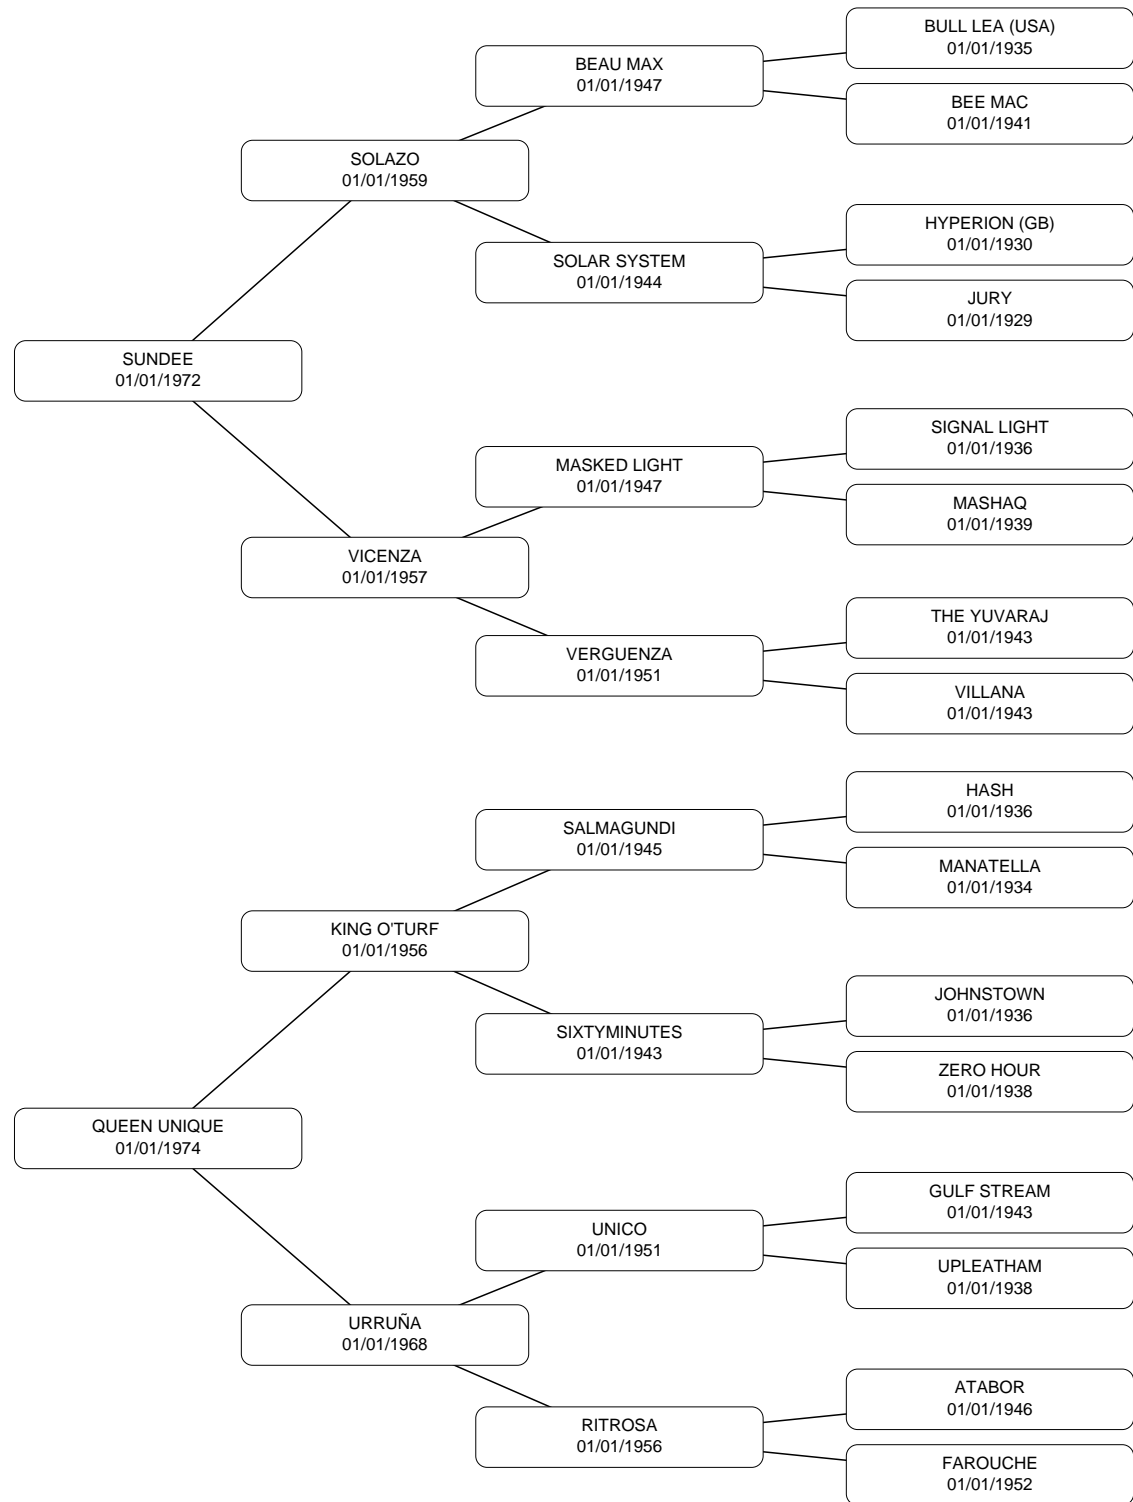 BULL LEA (USA)
01/01/1935
BEAU MAX
01/01/1947
BEE MAC
01/01/1941
SOLAZO
01/01/1959
HYPERION (GB)
01/01/1930
SOLAR SYSTEM
01/01/1944
JURY
01/01/1929
SUNDEE
01/01/1972
SIGNAL LIGHT
01/01/1936
MASKED LIGHT
01/01/1947
MASHAQ
01/01/1939
VICENZA
01/01/1957
THE YUVARAJ
01/01/1943
VERGUENZA
01/01/1951
VILLANA
01/01/1943
HASH
01/01/1936
SALMAGUNDI
01/01/1945
MANATELLA
01/01/1934
KING O'TURF
01/01/1956
JOHNSTOWN
01/01/1936
SIXTYMINUTES
01/01/1943
ZERO HOUR
01/01/1938
QUEEN UNIQUE
01/01/1974
GULF STREAM
01/01/1943
UNICO
01/01/1951
UPLEATHAM
01/01/1938
URRUÑA
01/01/1968
ATABOR
01/01/1946
RITROSA
01/01/1956
FAROUCHE
01/01/1952